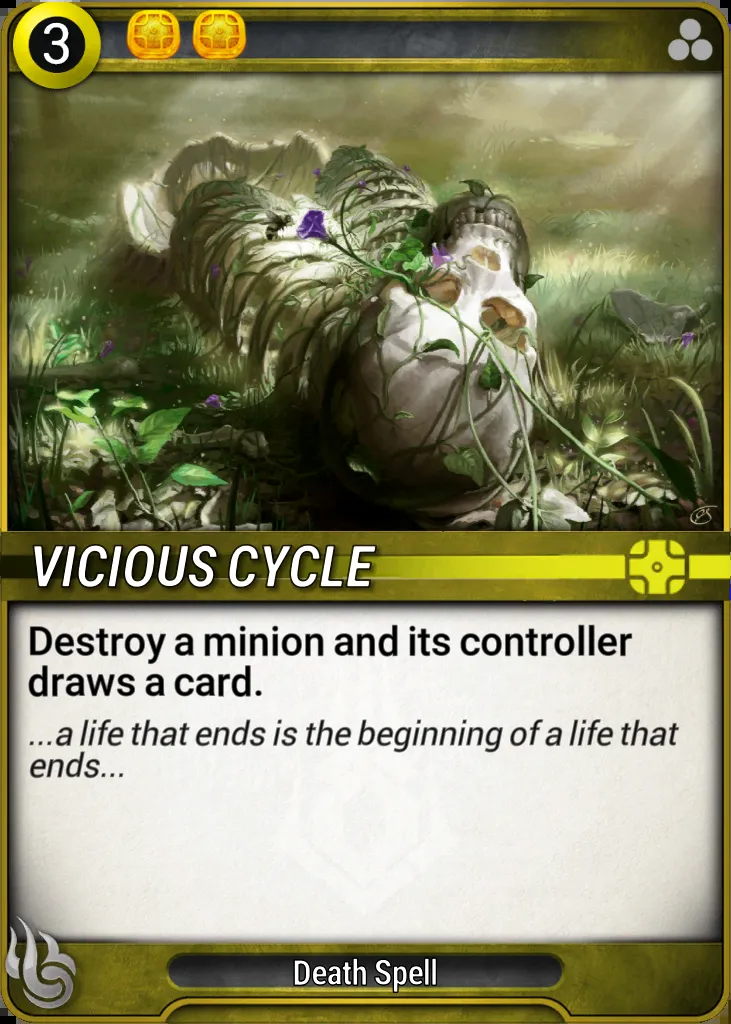 3
VICIOUS CYCLE
Destroy a minion and its controller
draws a card.
...a life that ends is the beginning of a life that
ends...
Death Spell